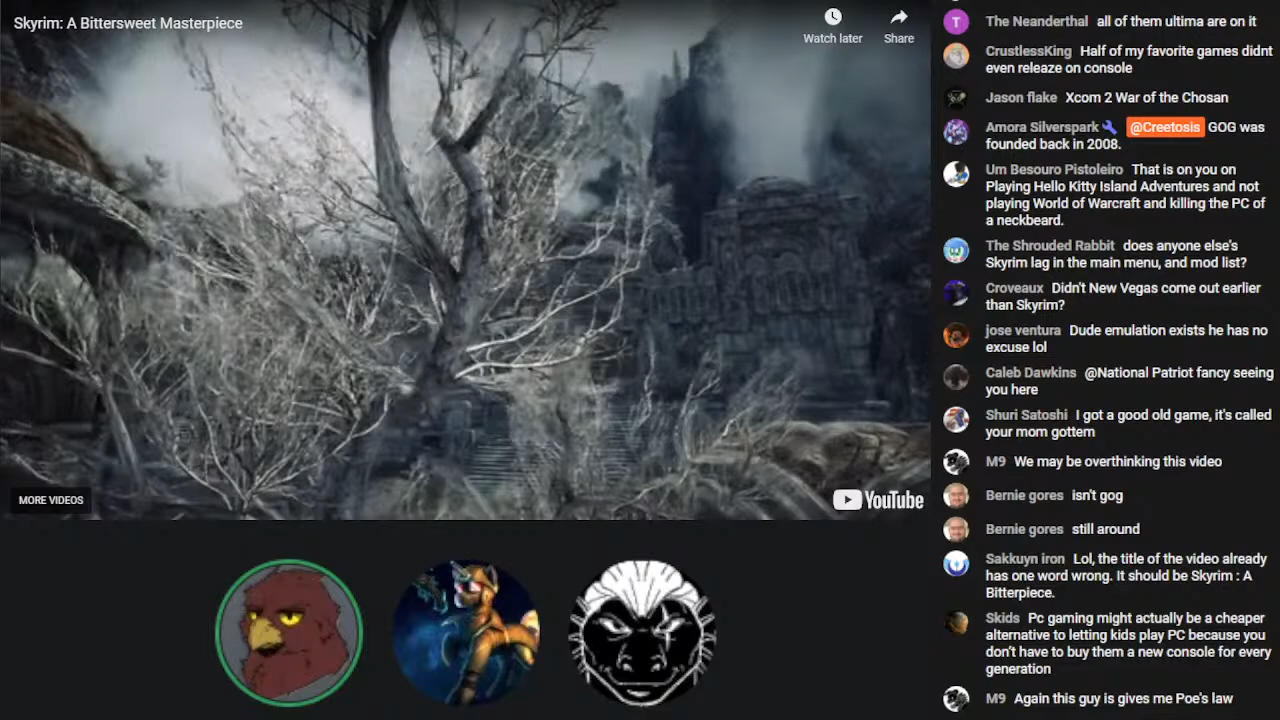 Skyrim: A Bittersweet Masterpiece
Watch later
Share
MORE VIDEOS
YouTube
T
The Neanderthal all of them ultima are on it
CrustlessKing Half of my favorite games didnt
even releaze on console
Jason flake Xcom 2 War of the Chosan
Amora Silverspark @Creetosis GOG was
founded back in 2008.
Um Besouro Pistoleiro That is on you on
Playing Hello Kitty Island Adventures and not
playing World of Warcraft and killing the PC of
a neckbeard.
The Shrouded Rabbit does anyone else's
Skyrim lag in the main menu, and mod list?
Croveaux Didn't New Vegas come out earlier
than Skyrim?
jose ventura Dude emulation exists he has no
excuse lol
Caleb Dawkins @National Patriot fancy seeing
you here
Shuri Satoshi I got a good old game, it's called
your mom gottem
M9 We may be overthinking this video
Bernie gores isn't gog
Bernie gores still around
Sakkuyn iron Lol, the title of the video already
has one word wrong. It should be Skyrim : A
Bitterpiece.
Skids Pc gaming might actually be a cheaper
alternative to letting kids play PC because you
don't have to buy them a new console for every
generation
M9 Again this guy is gives me Poe's law